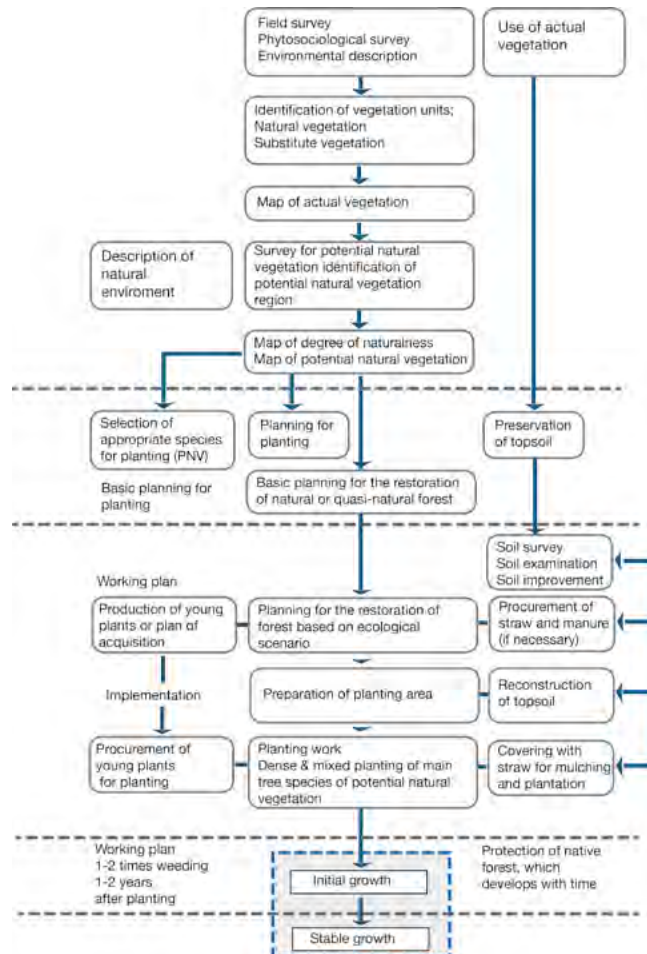 Field survey
Phytosociological survey
Environmental description
Use of actual
vegetation
Identification of vegetation units;
Natural vegetation
Substitute vegetation
Map of actual vegetation
Description of
natural
enviroment
Survey for potential natural
vegetation identification of
potential natural vegetation
region
Map of degree of naturainess
Map of potential natural vegetation
Selection of
appropriate species
for planting (PNV)
Planning for
planting
Preservation of
topsoil
Basic planning for
planting
Basic planning for the restoration
of natural or quasi-natural forest
Soil survey
Soil examination
Soil improvement
Working plan
Production of young
plants or plan of
acquisition
Planning for the restoration of
forest based on ecological
scenario
Procurement of
straw and manure
(if necessary)
Implementation
Preparation of planting area
Reconstruction
of topsoil
Procurement of
young plants
for planting
Planting work
Dense & mixed planting of main
tree species of potential natural
vegetation
Covering with
straw for mulching
and plantation
Working plan
1-2 times weeding
1-2 years
after planting
Initial growth
Protection of native
forest, which
develops with time
Stable growth